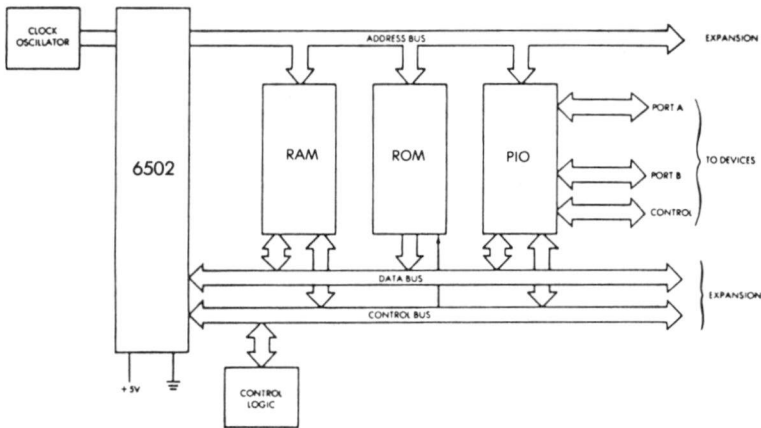 CLOCK
OSCILLATOR
ADDRESS BUS
EXPANSION
6502
RAM
ROM
PIO
PORT A
TO DEVICES
PORT B
CONTROL
DATA BUS
EXPANSION
CONTROL BUS
+5V
CONTROL
LOGIC